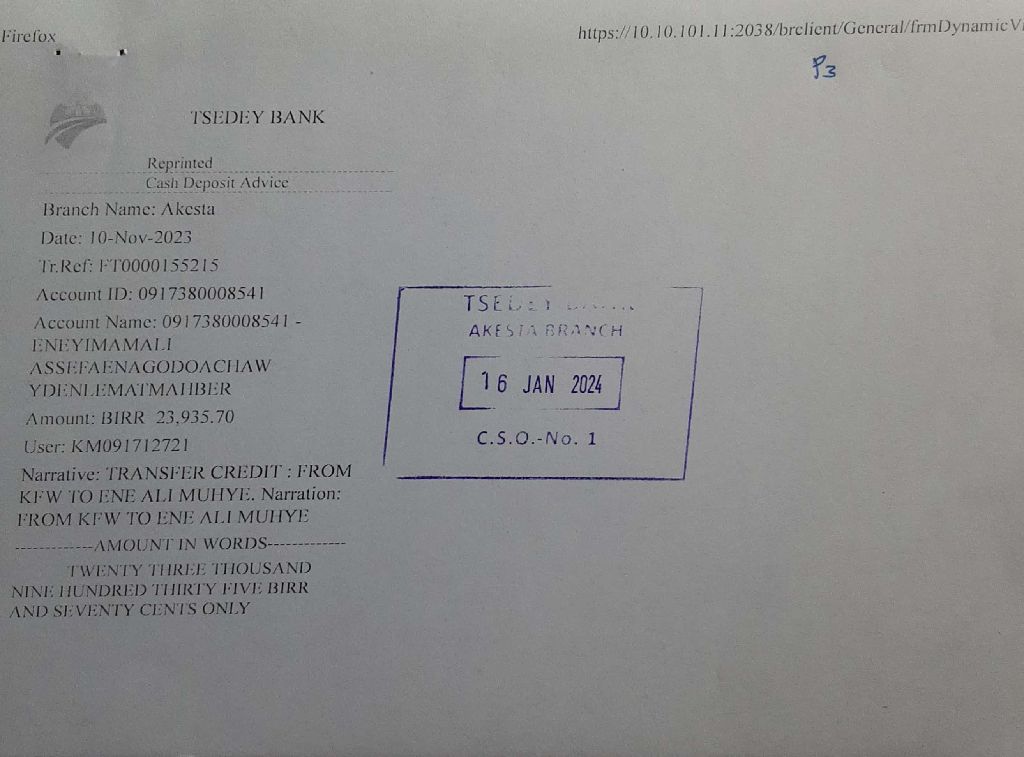 Firefox
https://10.10.101.11:2038/brclient/General/frmDynamicVi
P3
TSEDEY BANK
Reprinted
Cash Deposit Advice
Branch Name: Akesta
Date: 10-Nov-2023
Tr.Ref: FT0000155215
Account ID: 0917380008541
Account Name: 0917380008541 -
ENEYIMAMALI
ASSEFAENAGODOACHAW
YDENLEMATMAHBER
Amount: BIRR 23,935.70
User: KM091712721
Narrative: TRANSFER CREDIT : FROM
KFW TO ENE ALI MUHYE. Narration:
FROM KFW TO ENE ALI MUHYE
-------------AMOUNT IN WORDS-------------
TWENTY THREE THOUSAND
NINE HUNDRED THIRTY FIVE BIRR
AND SEVENTY CENTS ONLY
TSEDEY BANK
AKESTA BRANCH
16 JAN 2024
C.S.O.-No. 1